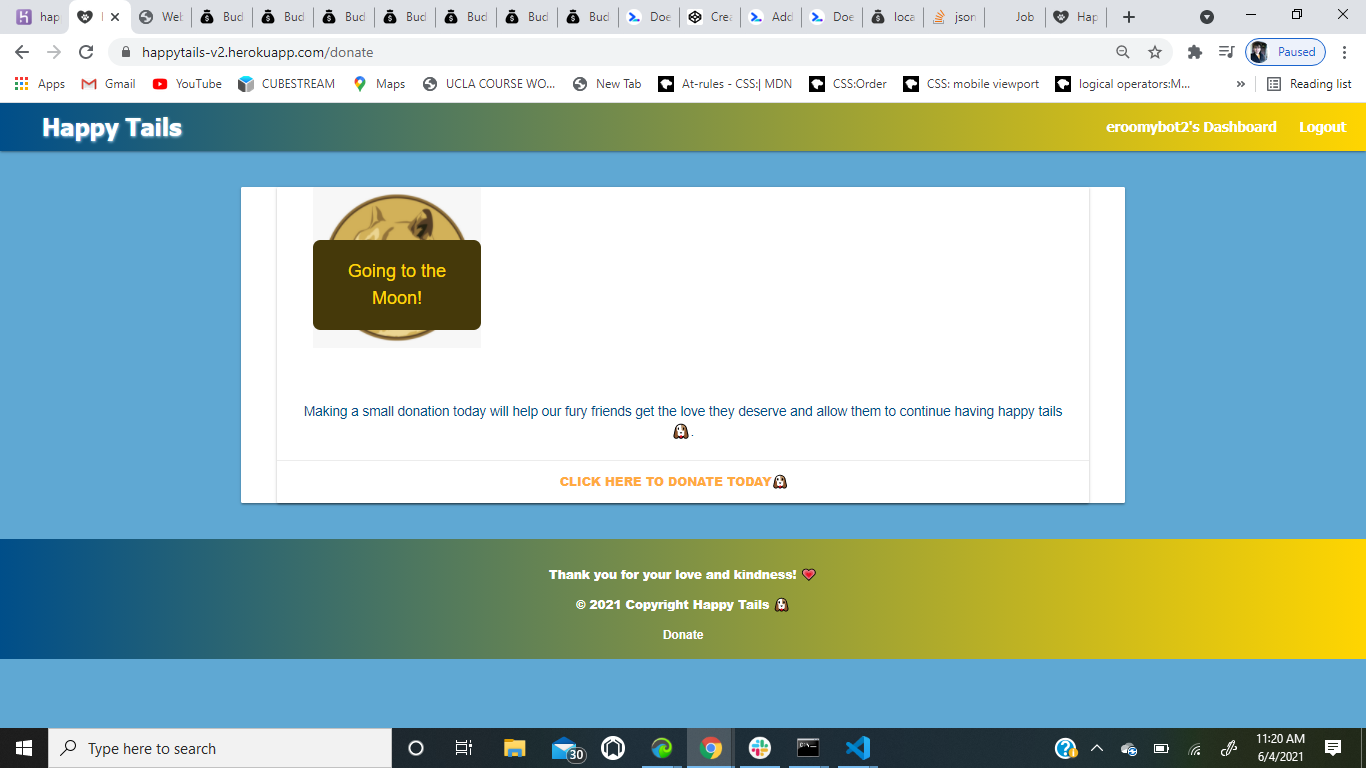 hap
Wel
Bud
Bud
Bud
Bud
Bud
Bud
Bud
Doe
Crea
Add
Doe
loca
json
Job
Hap
happytails-v2.herokuapp.com/donate
Paused
Apps
Gmail
YouTube
CUBESTREAM
Maps
UCLA COURSE WO...
New Tab
At-rules - CSS:| MDN
CSS:Order
CSS: mobile viewport
logical operators:M...
»
Reading list
Happy Tails
eroomybot2's Dashboard
Logout
Going to the
Moon!
Making a small donation today will help our fury friends get the love they deserve and allow them to continue having happy tails
.
CLICK HERE TO DONATE TODAY
Thank you for your love and kindness!
© 2021 Copyright Happy Tails
Donate
Type here to search
30
11:20 AM
6/4/2021